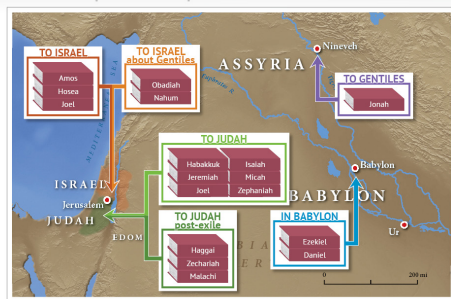 TO ISRAEL
Amos
Hosea
Joel
TO ISRAEL
about Gentiles
Obadiah
Nahum
Nineveh
ASSYRIA
TO GENTILES
Jonah
MEDITERRANEAN SEA
TO JUDAH
Habakkuk Isaiah
Jeremiah Micah
Joel Zephaniah
ISRAEL
Jerusalem
JUDAH
EDOM
TO JUDAH
post-exile
Haggai
Zechariah
Malachi
Babylon
BABYLON
IN BABYLON
Ezekiel
Daniel
Ur
0 200 mi